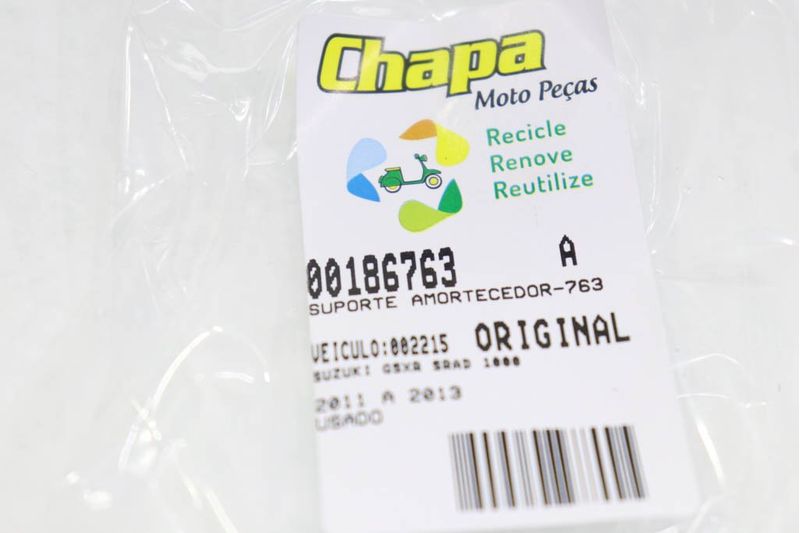 Chapa
Moto Peças
Recicle
Renove
Reutilize
00186763 A
SUPORTE AMORTECEDOR-763
VEICULO:002215 ORIGINAL
SUZUKI GSXR SRAD 1000
2011 A 2013
USADO